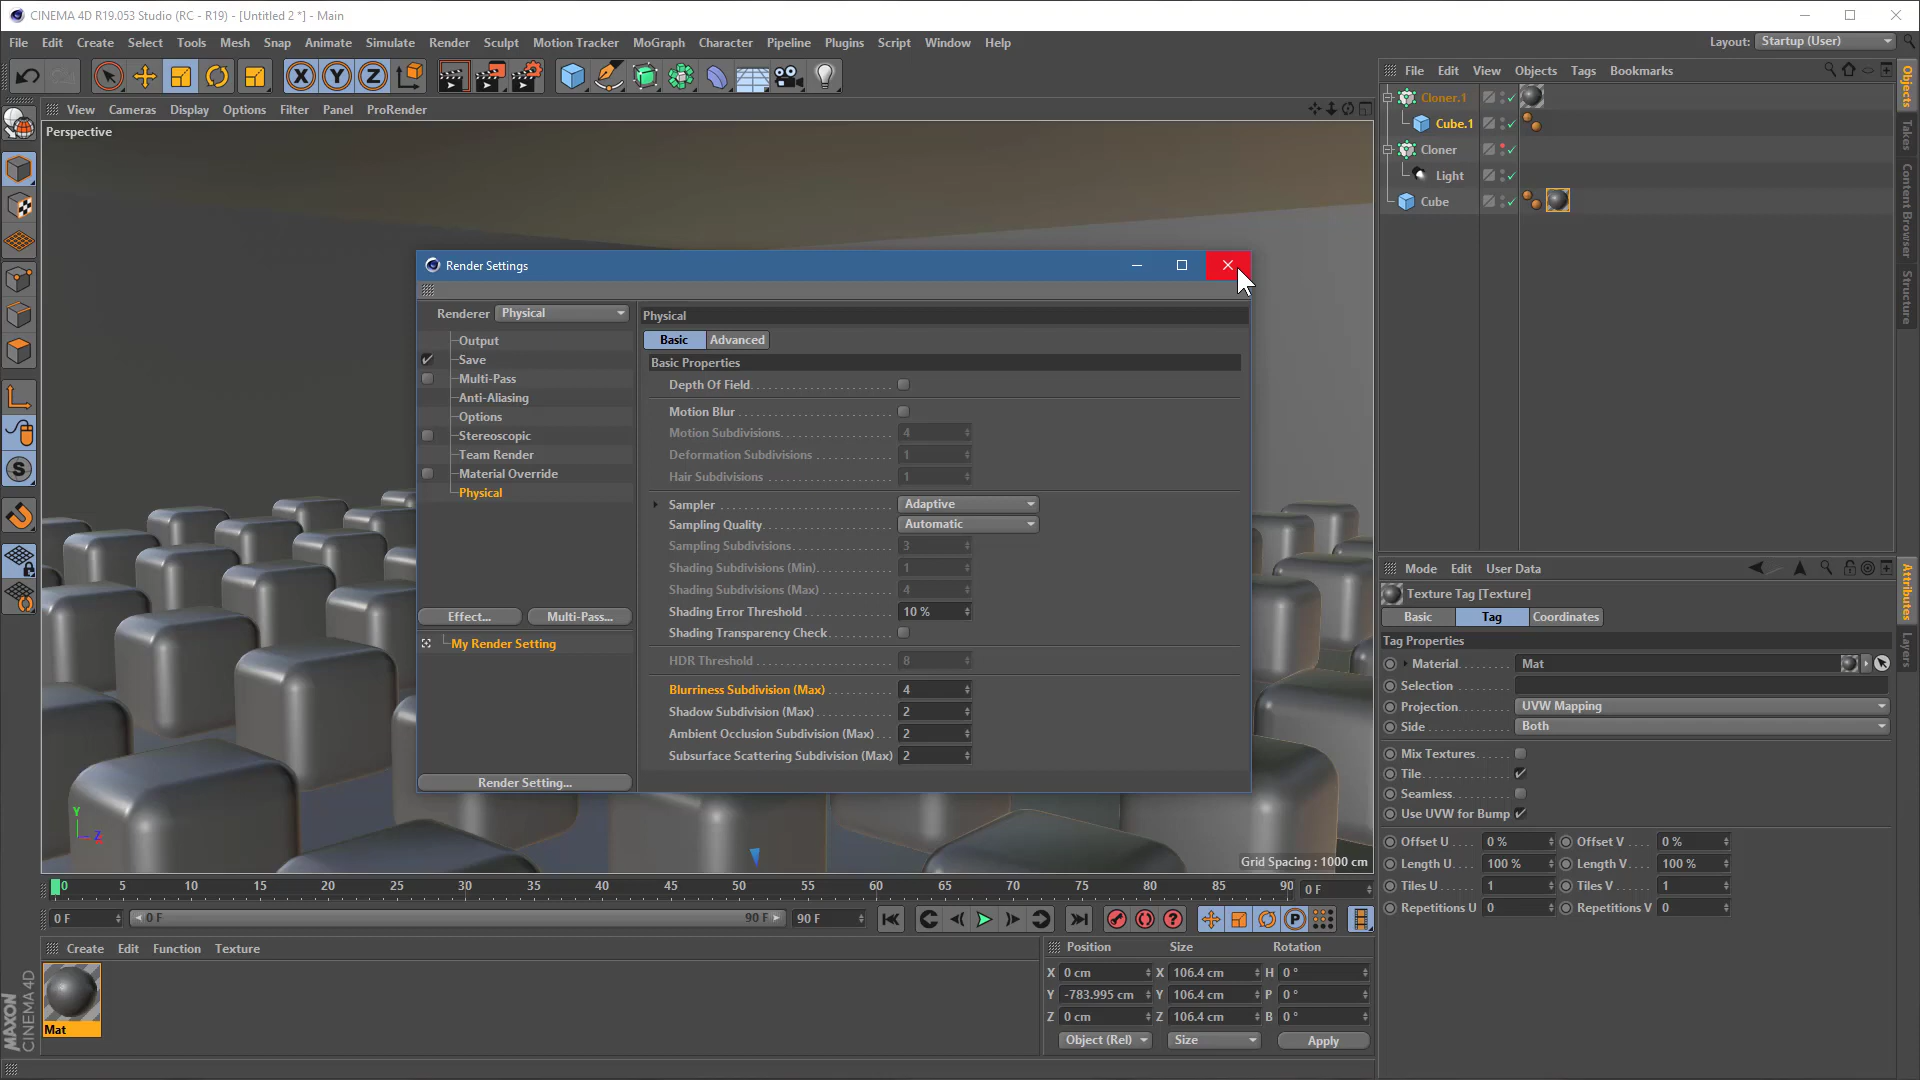 CINEMA 4D R19.053 Studio (RC - R19) - [Untitled 2 *] - Main
File Edit Create Select Tools Mesh Snap Animate Simulate Render Sculpt Motion Tracker MoGraph Character Pipeline Plugins Script Window Help
Layout: Startup (User)
X Y Z
File Edit View Objects Tags Bookmarks
View Cameras Display Options Filter Panel ProRender
Perspective
Cloner.1
Cube.1
Cloner
Light
Cube
Objects
Takes
Content Browser
Structure
Render Settings
Renderer Physical
Output
Save
Multi-Pass
Anti-Aliasing
Options
Stereoscopic
Team Render
Material Override
Physical
Effect... Multi-Pass...
My Render Setting
Render Setting...
Physical
Basic Advanced
Basic Properties
Depth Of Field
Motion Blur
Motion Subdivisions 4
Deformation Subdivisions 1
Hair Subdivisions 1
Sampler Adaptive
Sampling Quality Automatic
Sampling Subdivisions 3
Shading Subdivisions (Min) 1
Shading Subdivisions (Max) 4
Shading Error Threshold 10 %
Shading Transparency Check
HDR Threshold 8
Blurriness Subdivision (Max) 4
Shadow Subdivision (Max) 2
Ambient Occlusion Subdivision (Max) 2
Subsurface Scattering Subdivision (Max) 2
Y
Z
Grid Spacing : 1000 cm
Mode Edit User Data
Texture Tag [Texture]
Basic Tag Coordinates
Tag Properties
Material Mat
Selection
Projection UVW Mapping
Side Both
Mix Textures
Tile
Seamless
Use UVW for Bump
Offset U 0 % Offset V 0 %
Length U 100 % Length V 100 %
Tiles U 1 Tiles V 1
Repetitions U 0 Repetitions V 0
Attributes
Layers
0 5 10 15 20 25 30 35 40 45 50 55 60 65 70 75 80 85 90 0 F
0 F 0 F 90 F 90 F
Create Edit Function Texture
Mat
MAXON CINEMA 4D
Position Size Rotation
X 0 cm X 106.4 cm H 0 °
Y -783.995 cm Y 106.4 cm P 0 °
Z 0 cm Z 106.4 cm B 0 °
Object (Rel) Size Apply